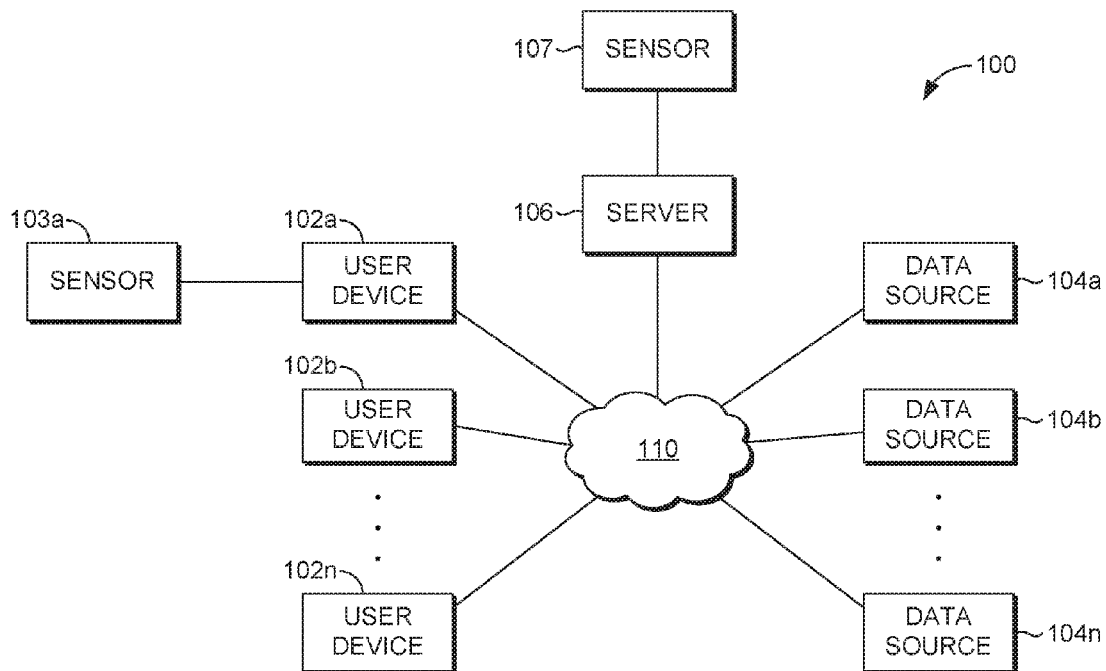 107
SENSOR
100
106
SERVER
103a
SENSOR
102a
USER
DEVICE
DATA
SOURCE
104a
102b
USER
DEVICE
110
DATA
SOURCE
104b
102n
USER
DEVICE
DATA
SOURCE
104n